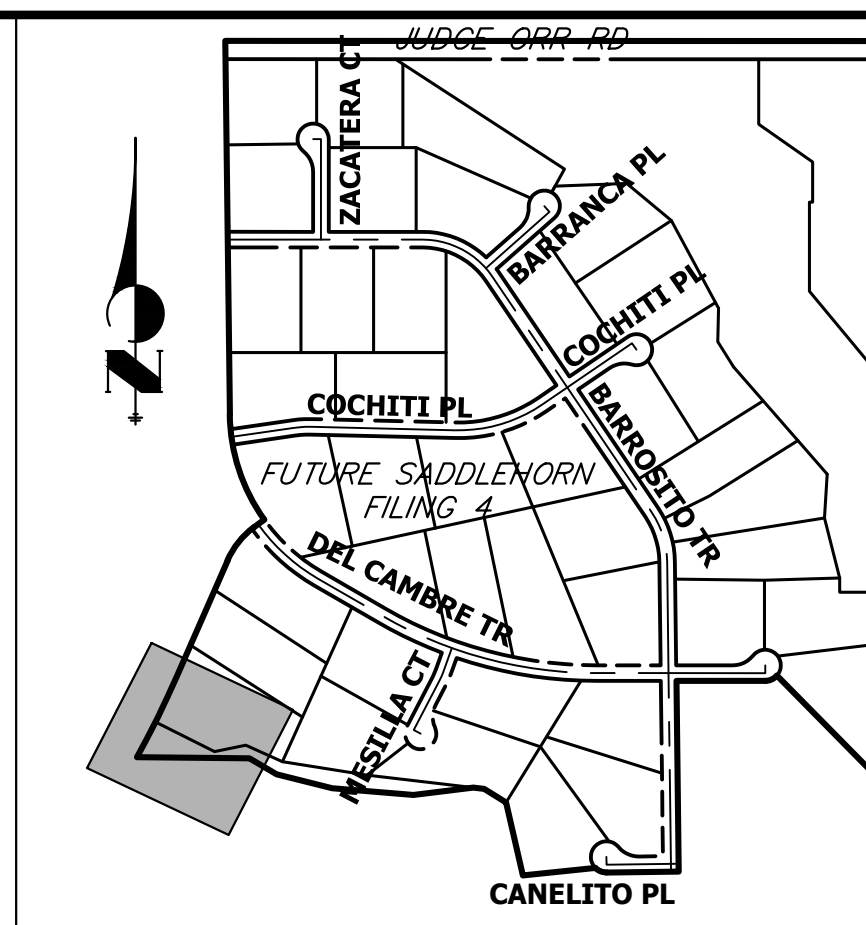 JUDGE ORR RD
ZACATERA CT
BARRANCA PL
COCHITI PL
COCHITI PL
BARROSITO TR
FUTURE SADDLEHORN
FILING 4
DEL CAMBRE TR
MESILLA CT
CANELITO PL
N